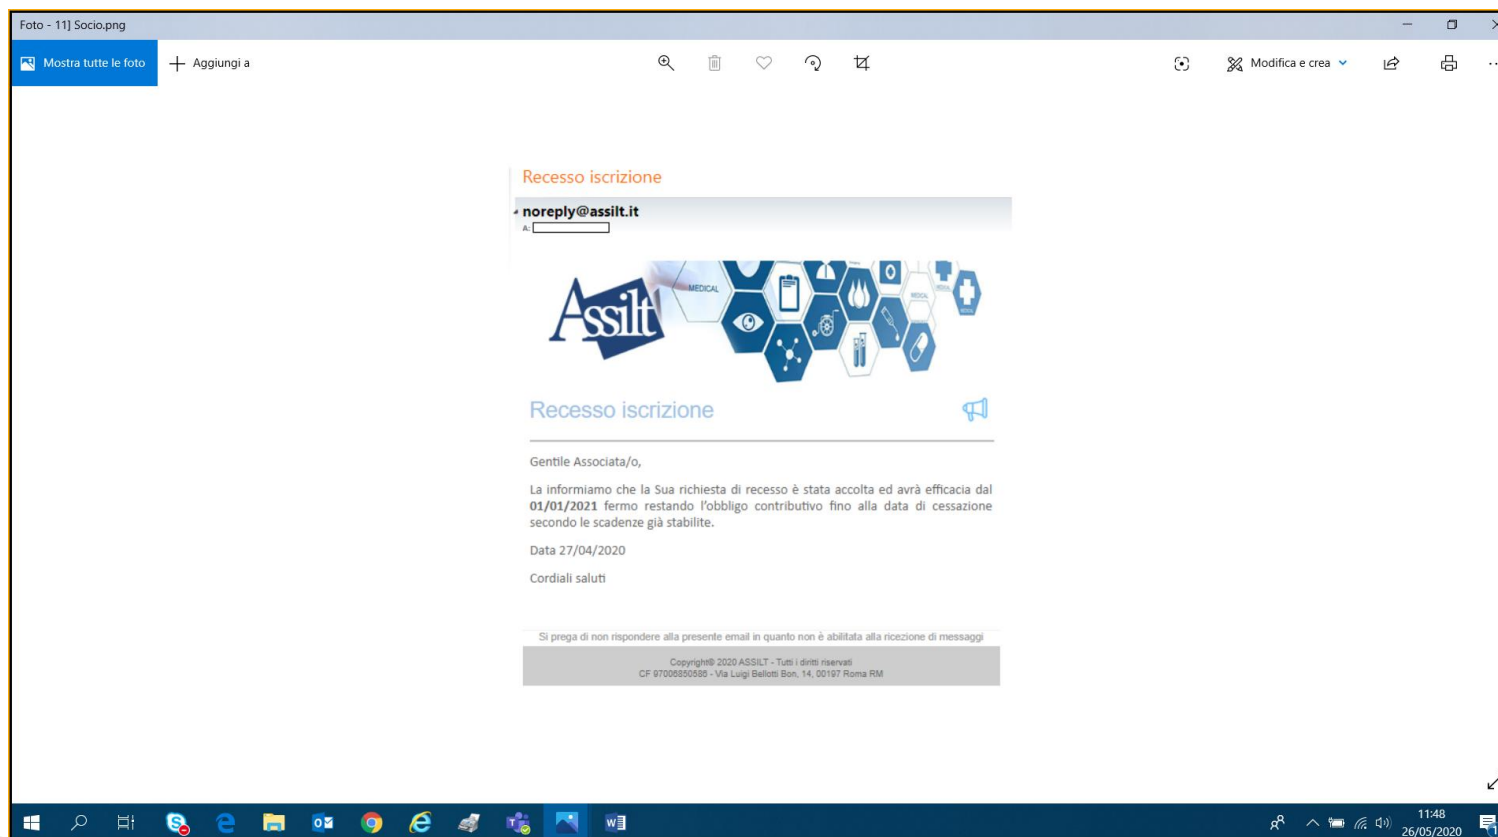 Foto - 11] Socio.png
Mostra tutte le foto
Aggiungi a
Modifica e crea
Recesso iscrizione
noreply@assilt.it
A:
Assilt
MEDICAL
Recesso iscrizione
Gentile Associata/o,
La informiamo che la Sua richiesta di recesso è stata accolta ed avrà efficacia dal
01/01/2021 fermo restando l'obbligo contributivo fino alla data di cessazione
secondo le scadenze già stabilite.
Data 27/04/2020
Cordiali saluti
Si prega di non rispondere alla presente email in quanto non è abilitata alla ricezione di messaggi
Copyright© 2020 ASSILT - Tutti i diritti riservati
CF 97006850586 - Via Luigi Bellotti Bon, 14, 00197 Roma RM
11:48
26/05/2020